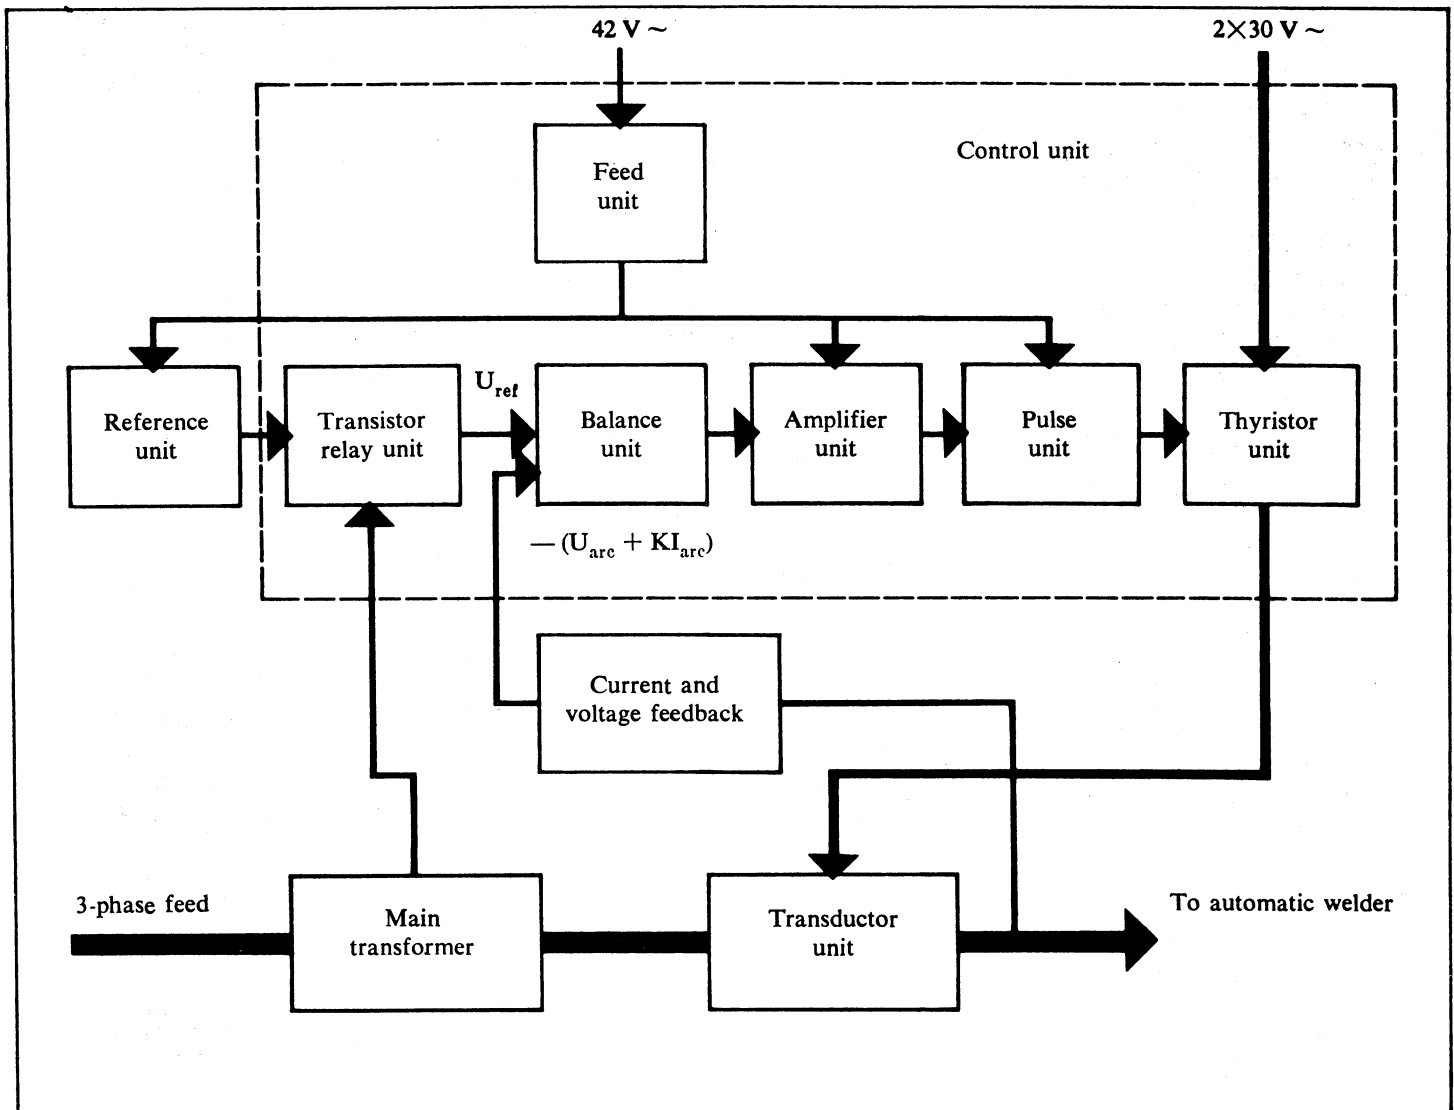 42 V ~
2×30 V ~
Control unit
Feed
unit
Reference
unit
Transistor
relay unit
U_ref
Balance
unit
Amplifier
unit
Pulse
unit
Thyristor
unit
— (U_arc + KI_arc)
Current and
voltage feedback
3-phase feed
Main
transformer
Transductor
unit
To automatic welder